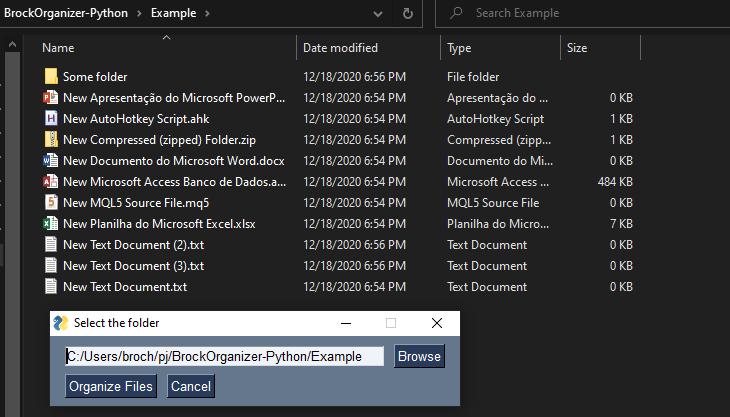 BrockOrganizer-Python > Example
Search Example
Name Date modified Type Size
Some folder 12/18/2020 6:56 PM File folder
New Apresentação do Microsoft PowerP... 12/18/2020 6:54 PM Apresentação do ... 0 KB
New AutoHotkey Script.ahk 12/18/2020 6:54 PM AutoHotkey Script 1 KB
New Compressed (zipped) Folder.zip 12/18/2020 6:54 PM Compressed (zipp... 1 KB
New Documento do Microsoft Word.docx 12/18/2020 6:54 PM Documento do Mi... 0 KB
New Microsoft Access Banco de Dados.a... 12/18/2020 6:54 PM Microsoft Access ... 484 KB
New MQL5 Source File.mq5 12/18/2020 6:54 PM MQL5 Source File 0 KB
New Planilha do Microsoft Excel.xlsx 12/18/2020 6:54 PM Planilha do Micro... 7 KB
New Text Document (2).txt 12/18/2020 6:56 PM Text Document 0 KB
New Text Document (3).txt 12/18/2020 6:56 PM Text Document 0 KB
New Text Document.txt 12/18/2020 6:54 PM Text Document 0 KB
Select the folder
C:/Users/broch/pj/BrockOrganizer-Python/Example Browse
Organize Files Cancel